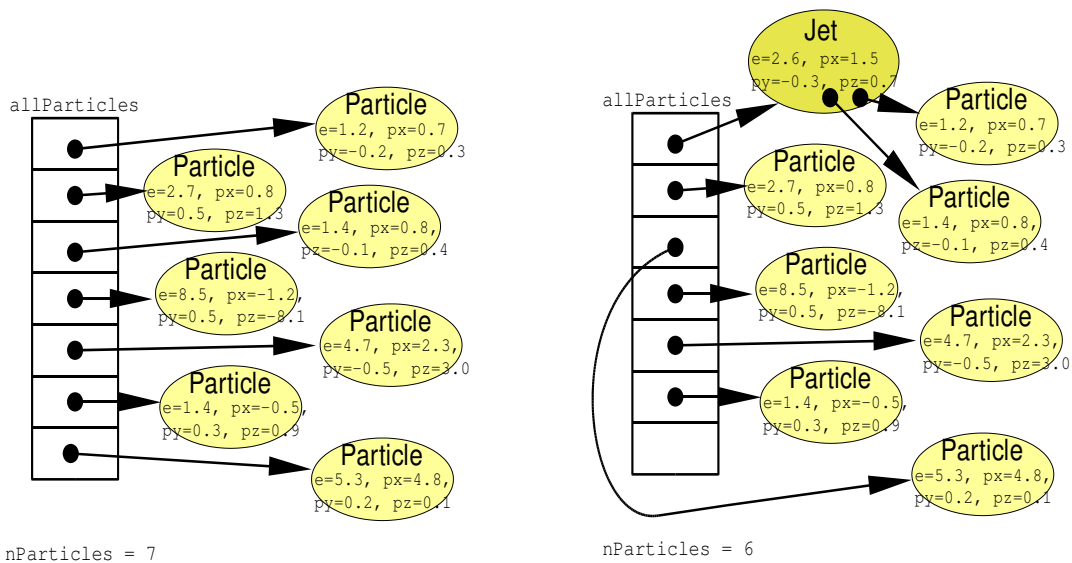 allParticles
Particle
e=1.2, px=0.7
py=-0.2, pz=0.3
Particle
e=2.7, px=0.8
py=0.5, pz=1.3
Particle
e=1.4, px=0.8,
pz=-0.1, px=0.4
Particle
e=8.5, px=-1.2,
py=0.5, pz=-8.1
Particle
e=4.7, px=2.3,
py=-0.5, pz=3.0
Particle
e=1.4, px=-0.5,
py=0.3, pz=0.9
Particle
e=5.3, px=4.8,
py=0.2, pz=0.1
nParticles = 7
Jet
e=2.6, px=1.5
py=-0.3, pz=0.7
allParticles
Particle
e=1.2, px=0.7
py=-0.2, pz=0.3
Particle
e=2.7, px=0.8
py=0.5, pz=1.3
Particle
e=1.4, px=0.8,
pz=-0.1, px=0.4
Particle
e=8.5, px=-1.2,
py=0.5, pz=-8.1
Particle
e=4.7, px=2.3,
py=-0.5, pz=3.0
Particle
e=1.4, px=-0.5,
py=0.3, pz=0.9
Particle
e=5.3, px=4.8,
py=0.2, pz=0.1
nParticles = 6